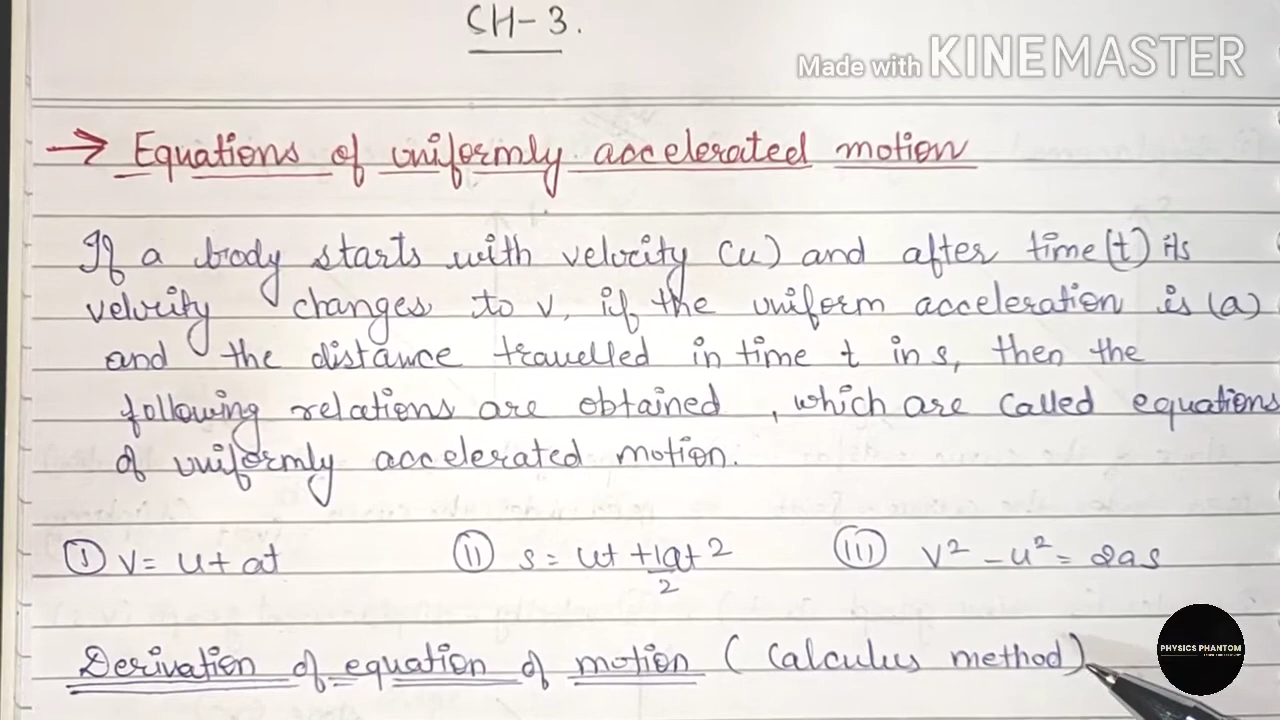 CH-3.
Made with KINEMASTER
→ Equations of uniformly accelerated motion
If a body starts with velocity (u) and after time (t) its
velocity changes to v, if the uniform acceleration is (a)
and the distance travelled in time t in s, then the
following relations are obtained, which are called equations
of uniformly accelerated motion.
(I) v = u + at (II) s = ut + 1/2 at² (III) v² - u² = 2as
PHYSICS PHANTOM
Derivation of equation of motion (Calculus method)